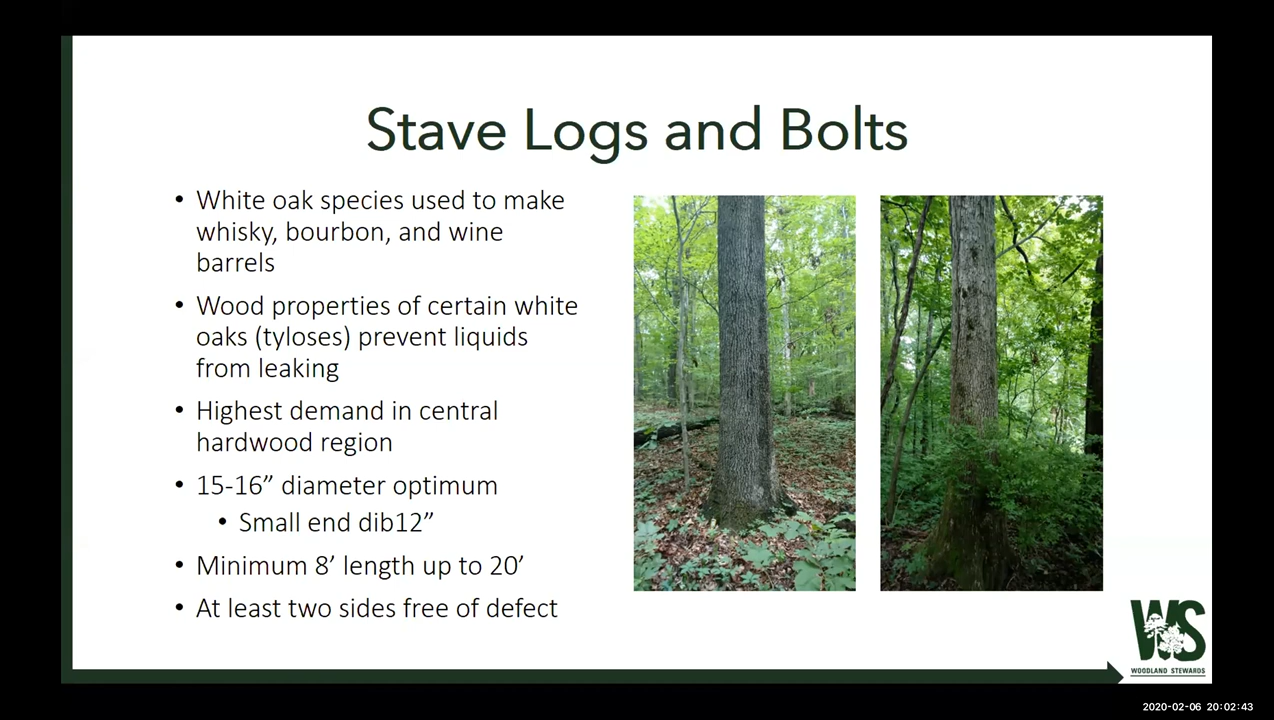 Stave Logs and Bolts
• White oak species used to make
whisky, bourbon, and wine
barrels
• Wood properties of certain white
oaks (tyloses) prevent liquids
from leaking
• Highest demand in central
hardwood region
• 15-16” diameter optimum
• Small end dib12”
• Minimum 8’ length up to 20’
• At least two sides free of defect
WS
WOODLAND STEWARDS
2020-02-06 20:02:43